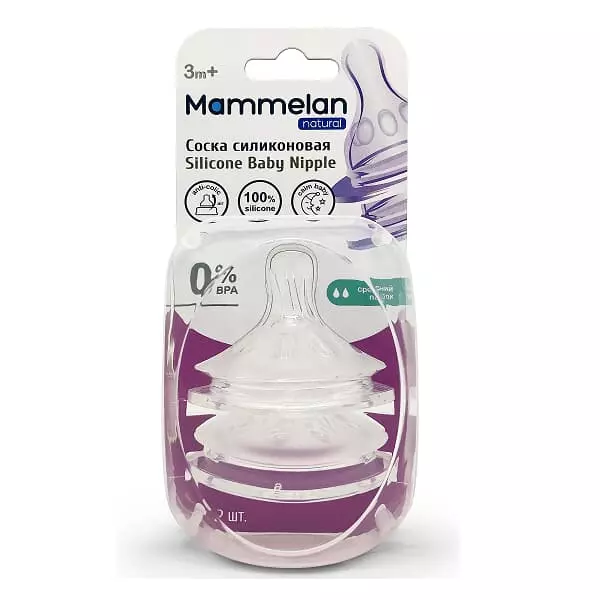 3m+
Mammelan
natural
Соска силиконовая
Silicone Baby Nipple
anti-colic
air
100%
silicone
calm baby
0%
BPA
средний
поток
2 шт.